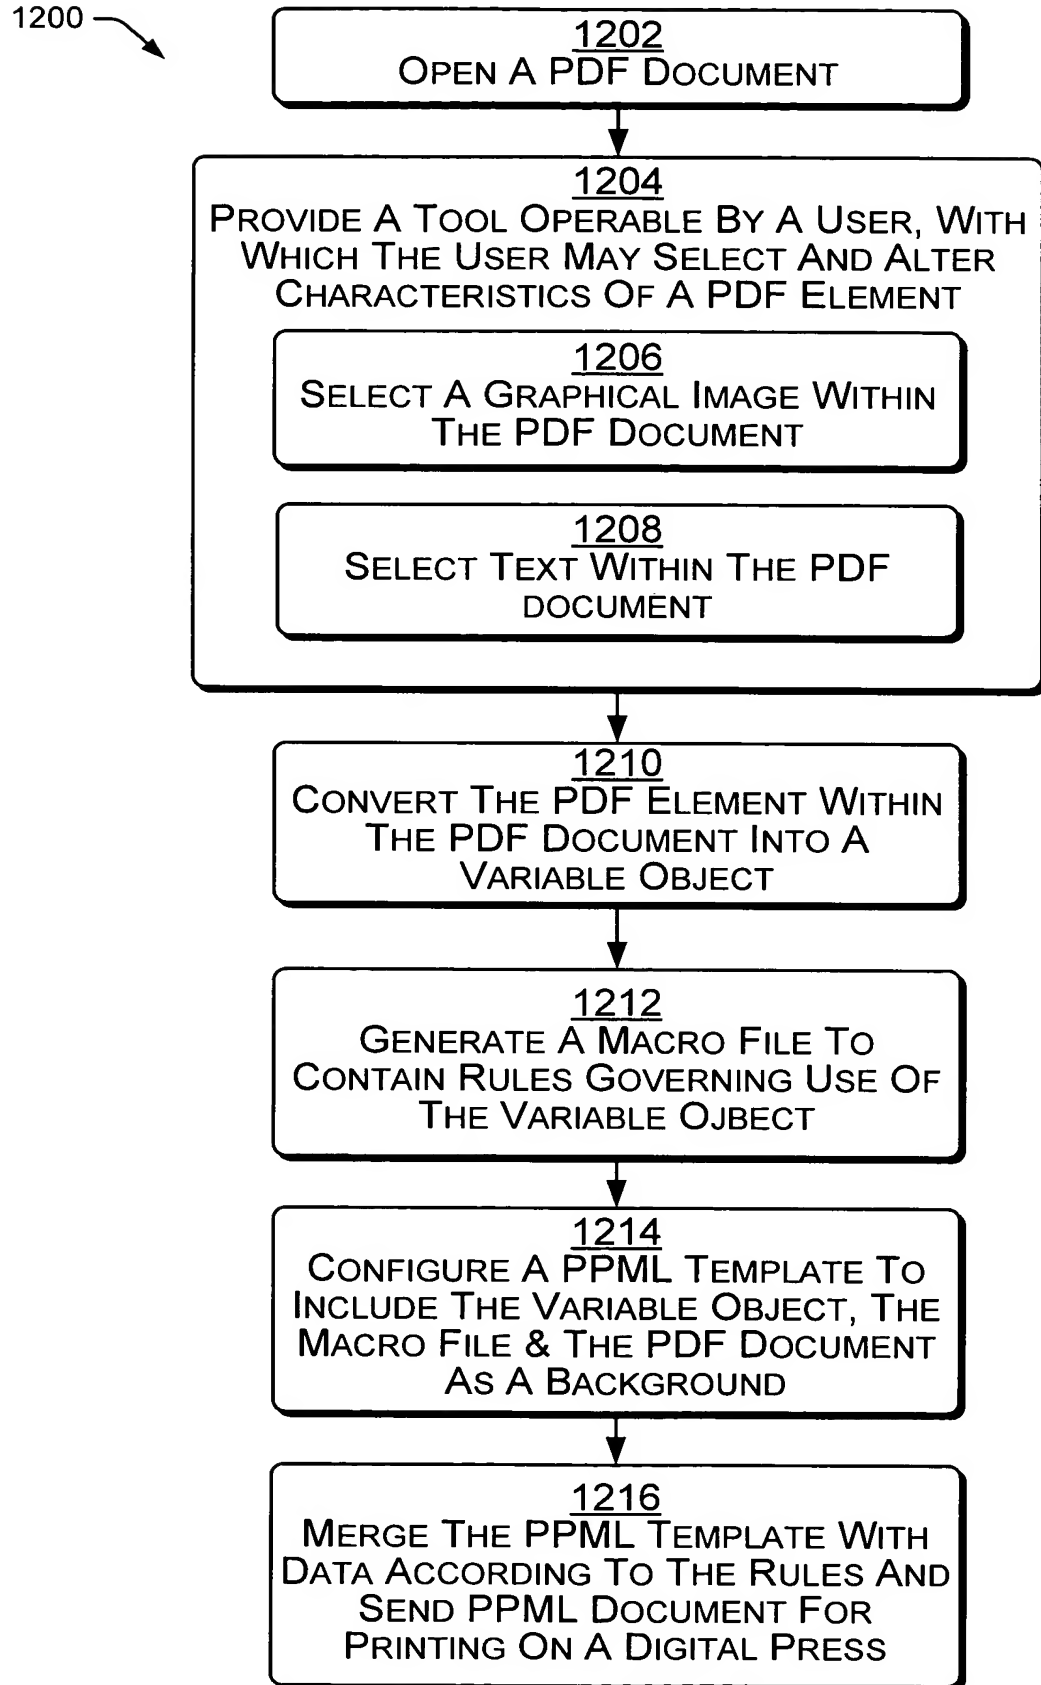 1200
1202
OPEN A PDF DOCUMENT
1204
PROVIDE A TOOL OPERABLE BY A USER, WITH
WHICH THE USER MAY SELECT AND ALTER
CHARACTERISTICS OF A PDF ELEMENT
1206
SELECT A GRAPHICAL IMAGE WITHIN
THE PDF DOCUMENT
1208
SELECT TEXT WITHIN THE PDF
DOCUMENT
1210
CONVERT THE PDF ELEMENT WITHIN
THE PDF DOCUMENT INTO A
VARIABLE OBJECT
1212
GENERATE A MACRO FILE TO
CONTAIN RULES GOVERNING USE OF
THE VARIABLE OJBECT
1214
CONFIGURE A PPML TEMPLATE TO
INCLUDE THE VARIABLE OBJECT, THE
MACRO FILE & THE PDF DOCUMENT
AS A BACKGROUND
1216
MERGE THE PPML TEMPLATE WITH
DATA ACCORDING TO THE RULES AND
SEND PPML DOCUMENT FOR
PRINTING ON A DIGITAL PRESS